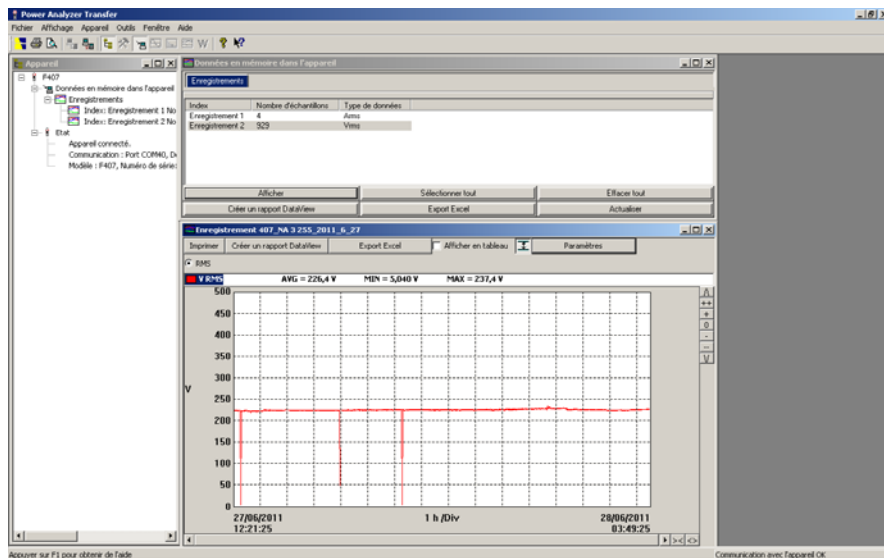 Power Analyzer Transfer
Fichier Affichage Appareil Outils Fenêtre Aide
Appareil
F407
Données en mémoire dans l'appareil
Enregistrements
Index: Enregistrement 1 No
Index: Enregistrement 2 No
Etat
Appareil connecté.
Communication : Port COM40, D
Modèle : F407, Numéro de série:
Données en mémoire dans l'appareil
Enregistrements
Index Nombre d'échantillons Type de données
Enregistrement 1 4 Arms
Enregistrement 2 929 Vrms
Afficher Sélectionner tout Effacer tout
Créer un rapport DataView Export Excel Actualiser
Enregistrement 407_NA 3 255_2011_6_27
Imprimer Créer un rapport DataView Export Excel Afficher en tableau Paramètres
RMS
V RMS AVG = 226,4 V MIN = 5,040 V MAX = 237,4 V
500
450
400
350
300
V
250
200
150
100
50
0
27/06/2011 1 h /Div 28/06/2011
12:21:25 03:49:25
Appuyer sur F1 pour obtenir de l'aide Communication avec l'appareil OK